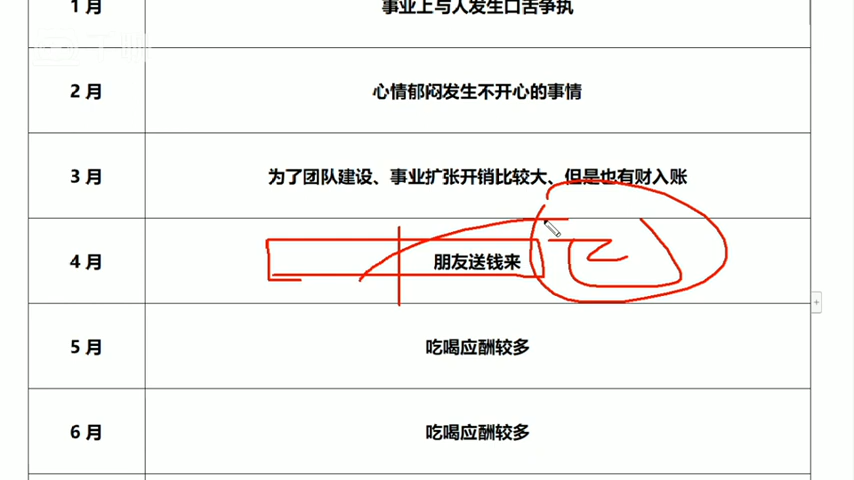 1月
事业上与人发生口舌争执
2月
心情郁闷发生不开心的事情
3月
为了团队建设、事业扩张开销比较大、但是也有财入账
4月
朋友送钱来
5月
吃喝应酬较多
6月
吃喝应酬较多